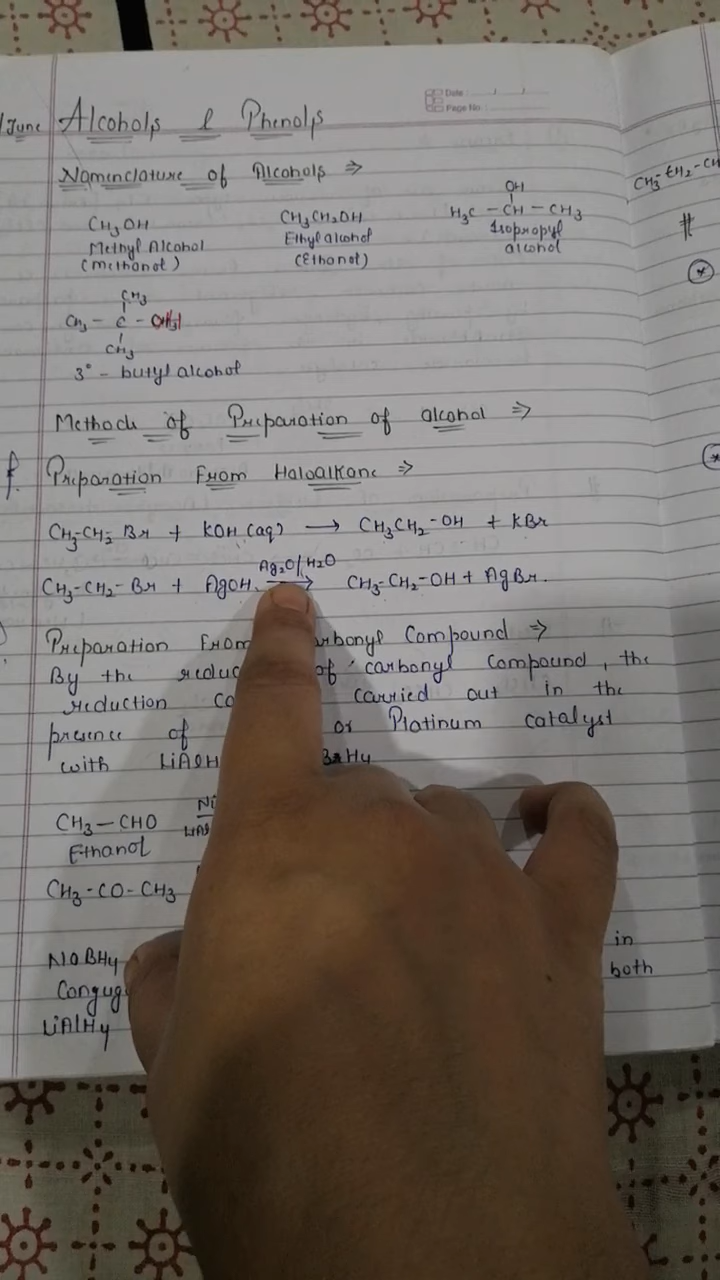 Date : ...../...../.....
Page No :
June Alcohols & Phenols
Nomenclature of Alcohols ⇒
CH3-CH2-CH
CH3OH CH3CH2OH OH
H3C - CH - CH3
Methyl Alcohol Ethyl alcohol Isopropyl
(methanol) (Ethanol) alcohol
#
CH3
CH3 - C -
CH3
3° - butyl alcohol
Methods of Preparation of alcohol ⇒
Preparation From Haloalkane ⇒
CH3-CH2 Br + KOH (aq) → CH3CH2-OH + KBr
Ag2O/H2O
CH3-CH2-Br + AgOH → CH3-CH2-OH + AgBr.
Preparation From Compound ⇒
By the of carbonyl compound, the
reduction carried out in the
presence of or Platinum catalyst
with
Ni
CH3-CHO
Ethanol
CH3-CO-CH3
in
NaBH4 both
LiAlH4